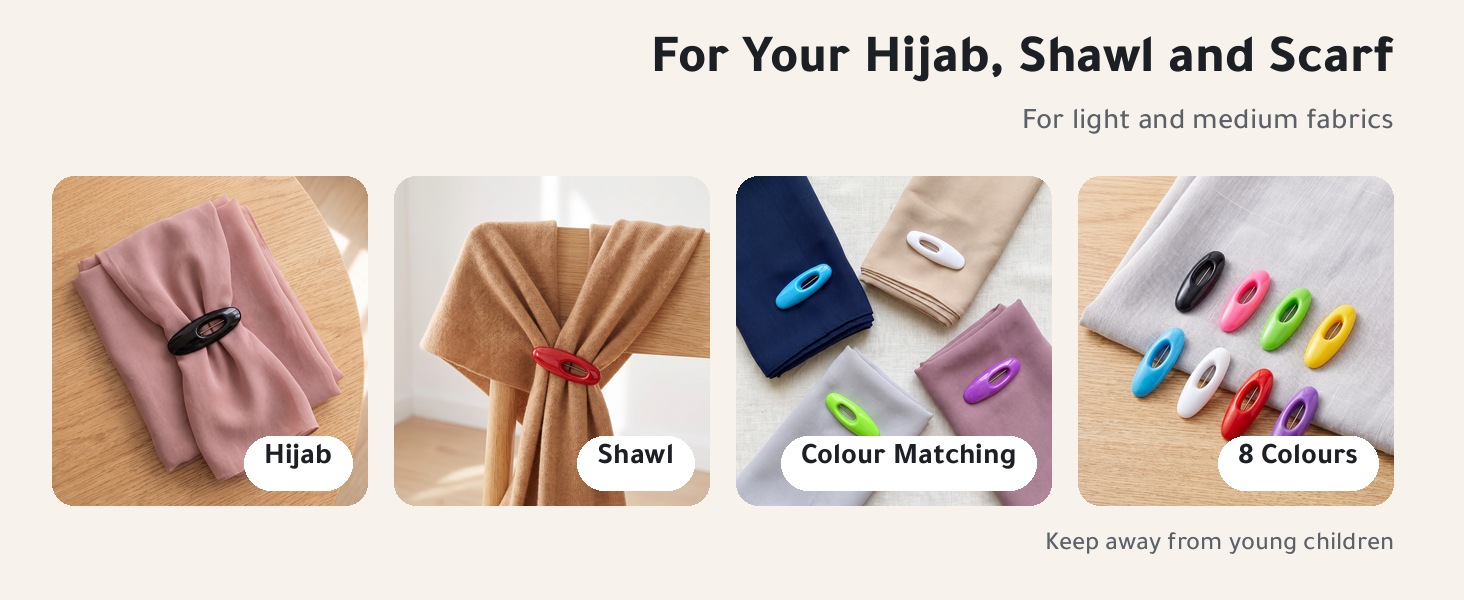 For Your Hijab, Shawl and Scarf
For light and medium fabrics
Hijab
Shawl
Colour Matching
8 Colours
Keep away from young children